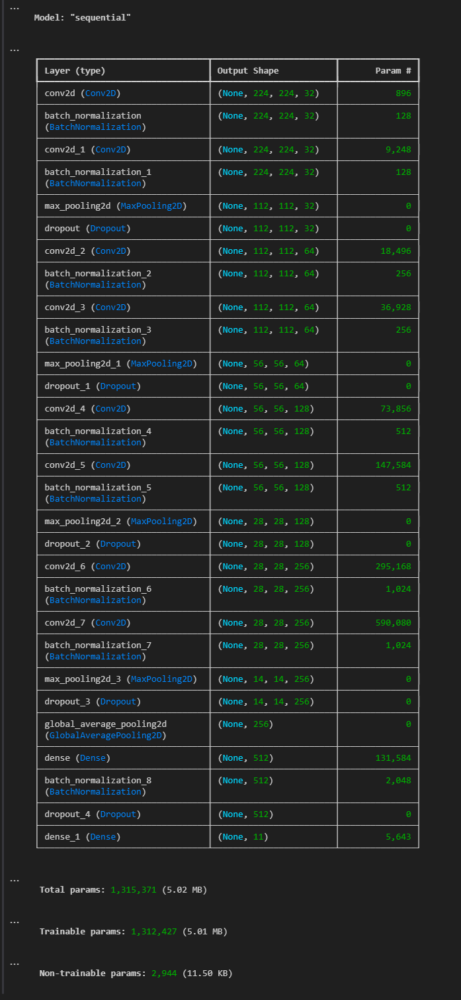 ...
Model: "sequential"
...
Layer (type) Output Shape Param #
conv2d (Conv2D) (None, 224, 224, 32) 896
batch_normalization (None, 224, 224, 32) 128
(BatchNormalization)
conv2d_1 (Conv2D) (None, 224, 224, 32) 9,248
batch_normalization_1 (None, 224, 224, 32) 128
(BatchNormalization)
max_pooling2d (MaxPooling2D) (None, 112, 112, 32) 0
dropout (Dropout) (None, 112, 112, 32) 0
conv2d_2 (Conv2D) (None, 112, 112, 64) 18,496
batch_normalization_2 (None, 112, 112, 64) 256
(BatchNormalization)
conv2d_3 (Conv2D) (None, 112, 112, 64) 36,928
batch_normalization_3 (None, 112, 112, 64) 256
(BatchNormalization)
max_pooling2d_1 (MaxPooling2D) (None, 56, 56, 64) 0
dropout_1 (Dropout) (None, 56, 56, 64) 0
conv2d_4 (Conv2D) (None, 56, 56, 128) 73,856
batch_normalization_4 (None, 56, 56, 128) 512
(BatchNormalization)
conv2d_5 (Conv2D) (None, 56, 56, 128) 147,584
batch_normalization_5 (None, 56, 56, 128) 512
(BatchNormalization)
max_pooling2d_2 (MaxPooling2D) (None, 28, 28, 128) 0
dropout_2 (Dropout) (None, 28, 28, 128) 0
conv2d_6 (Conv2D) (None, 28, 28, 256) 295,168
batch_normalization_6 (None, 28, 28, 256) 1,024
(BatchNormalization)
conv2d_7 (Conv2D) (None, 28, 28, 256) 590,080
batch_normalization_7 (None, 28, 28, 256) 1,024
(BatchNormalization)
max_pooling2d_3 (MaxPooling2D) (None, 14, 14, 256) 0
dropout_3 (Dropout) (None, 14, 14, 256) 0
global_average_pooling2d (None, 256) 0
(GlobalAveragePooling2D)
dense (Dense) (None, 512) 131,584
batch_normalization_8 (None, 512) 2,048
(BatchNormalization)
dropout_4 (Dropout) (None, 512) 0
dense_1 (Dense) (None, 11) 5,643
...
Total params: 1,315,371 (5.02 MB)
...
Trainable params: 1,312,427 (5.01 MB)
...
Non-trainable params: 2,944 (11.50 KB)